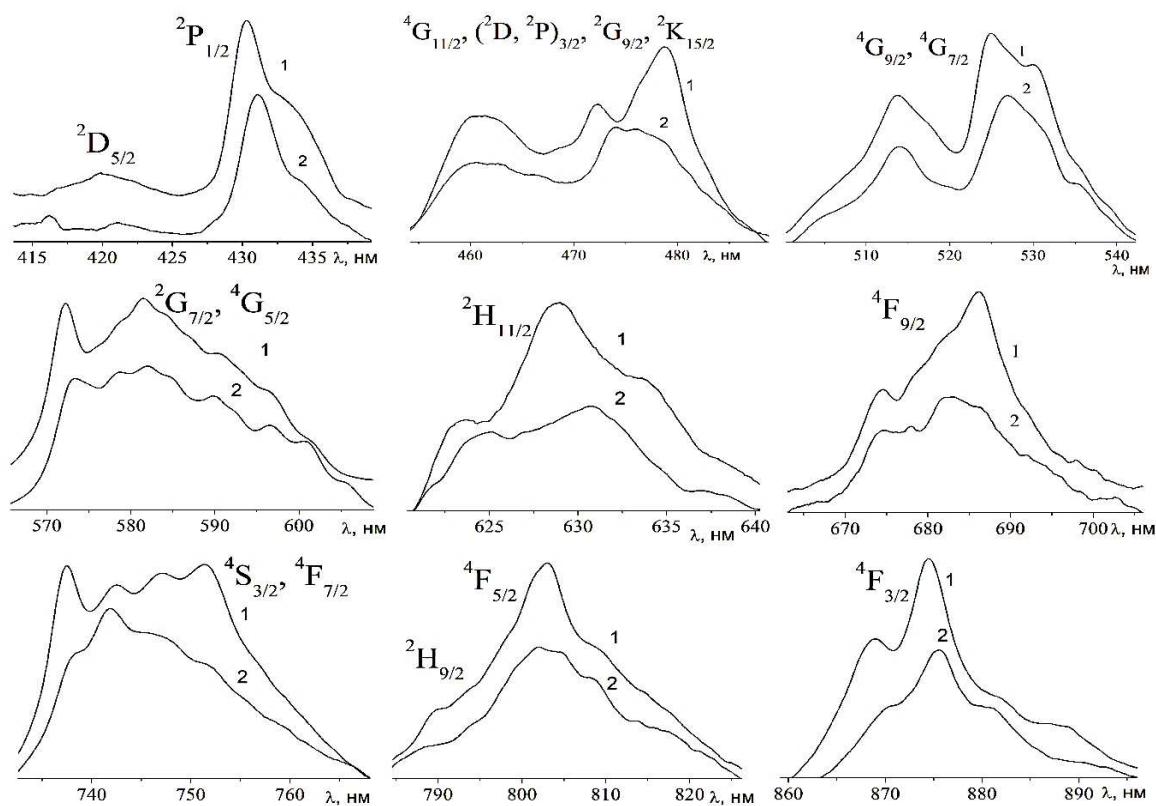 ²P₁/₂
1
²D₅/₂
2
415 420 425 430 435 λ, нм
⁴G₁₁/₂, (²D, ²P)₃/₂, ²G₉/₂, ²K₁₅/₂
1
2
460 470 480 λ, нм
⁴G₉/₂, ⁴G₇/₂
1
2
510 520 530 540 λ, нм
²G₇/₂, ⁴G₅/₂
1
2
570 580 590 600 λ, нм
²H₁₁/₂
1
2
625 630 635 640 λ, нм
⁴F₉/₂
1
2
670 680 690 700 λ, нм
⁴S₃/₂, ⁴F₇/₂
1
2
740 750 760 λ, нм
⁴F₅/₂
1
²H₉/₂
2
790 800 810 820 λ, нм
⁴F₃/₂
1
2
860 870 880 890 λ, нм